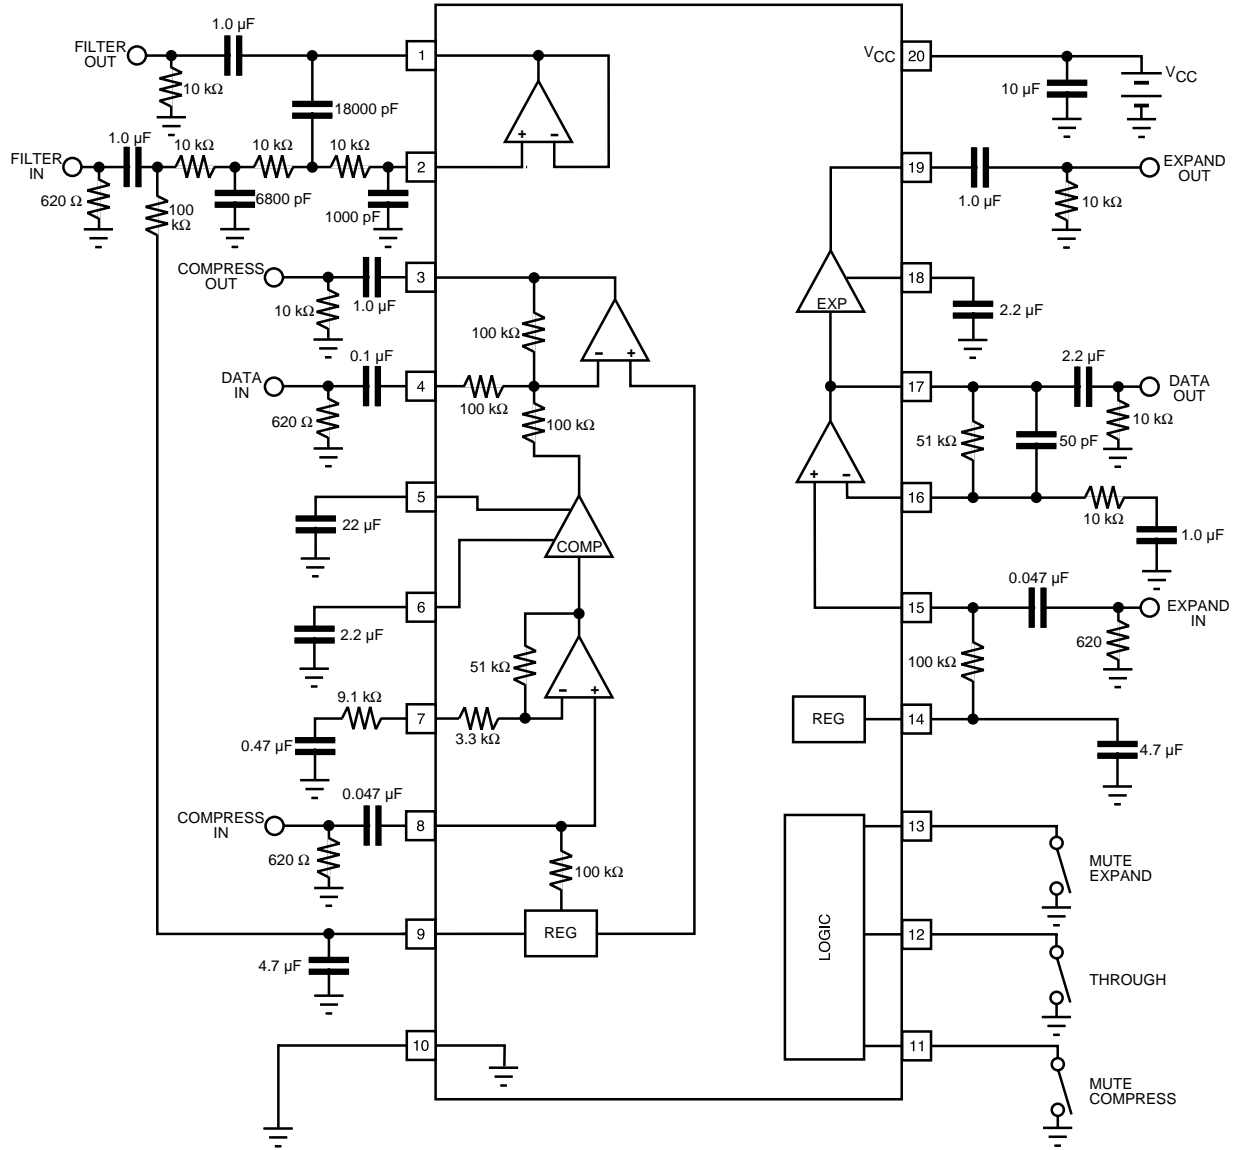 FILTER
OUT
1.0 µF
10 kΩ
18000 pF
1
FILTER
IN
1.0 µF
10 kΩ
10 kΩ
10 kΩ
620 Ω
100
kΩ
6800 pF
1000 pF
2
+ −
COMPRESS
OUT
10 kΩ
1.0 µF
3
100 kΩ
− +
DATA
IN
0.1 µF
620 Ω
4
100 kΩ
100 kΩ
5
22 µF
COMP
6
2.2 µF
51 kΩ
− +
9.1 kΩ
0.47 µF
7
3.3 kΩ
COMPRESS
IN
0.047 µF
620 Ω
8
100 kΩ
9
REG
4.7 µF
10
VCC
20
10 µF
VCC
19
1.0 µF
10 kΩ
EXPAND
OUT
EXP
18
2.2 µF
17
2.2 µF
DATA
OUT
51 kΩ
50 pF
10 kΩ
+ −
16
10 kΩ
1.0 µF
15
0.047 µF
EXPAND
IN
100 kΩ
620
REG
14
4.7 µF
LOGIC
13
MUTE
EXPAND
12
THROUGH
11
MUTE
COMPRESS